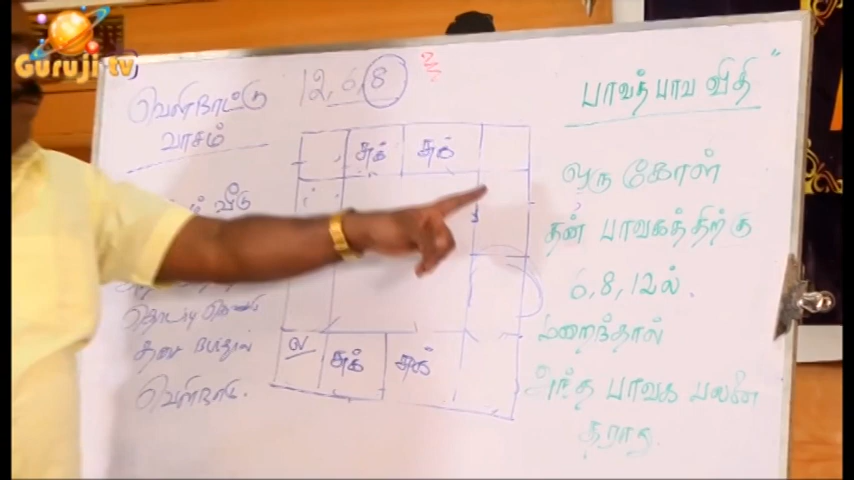 GuruJi tv
வெளிநாட்டு
வாசம்
12, 6, 8
பாவத் பாவ விதி
சுக் சுக்
வீடு
ஒரு கோள்
தன் பாவகத்திற்கு
6, 8, 12ல்.
மறைந்தால்
அந்த பாவக பலனை
தராது.
ல
சுக் சுக்
வெளிநாடு.